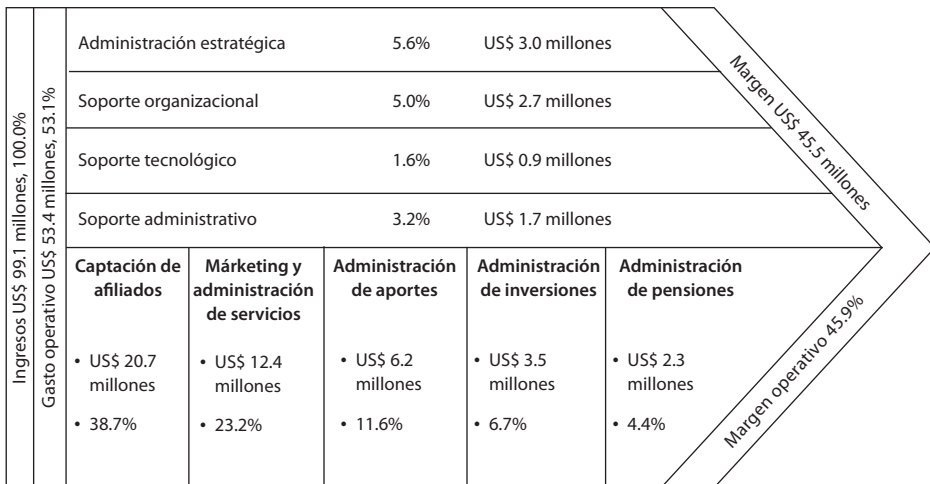 Ingresos US$ 99.1 millones, 100.0%
Gasto operativo US$ 53.4 millones, 53.1%
Administración estratégica 5.6% US$ 3.0 millones
Soporte organizacional 5.0% US$ 2.7 millones
Soporte tecnológico 1.6% US$ 0.9 millones
Soporte administrativo 3.2% US$ 1.7 millones
Captación de
afiliados
• US$ 20.7
millones
• 38.7%
Márketing y
administración
de servicios
• US$ 12.4
millones
• 23.2%
Administración
de aportes
• US$ 6.2
millones
• 11.6%
Administración
de inversiones
• US$ 3.5
millones
• 6.7%
Administración
de pensiones
• US$ 2.3
millones
• 4.4%
Margen US$ 45.5 millones
Margen operativo 45.9%